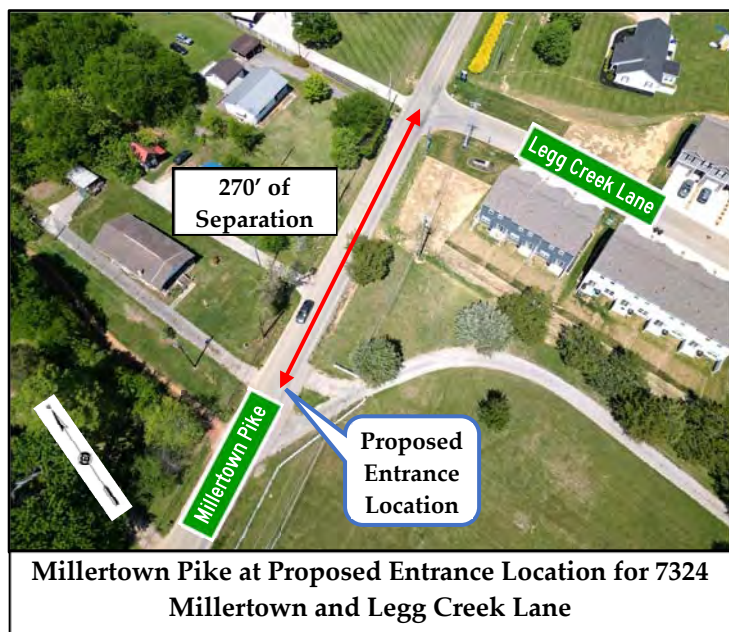 270' of
Separation
Legg Creek Lane
Millertown Pike
Proposed
Entrance
Location
Millertown Pike at Proposed Entrance Location for 7324
Millertown and Legg Creek Lane